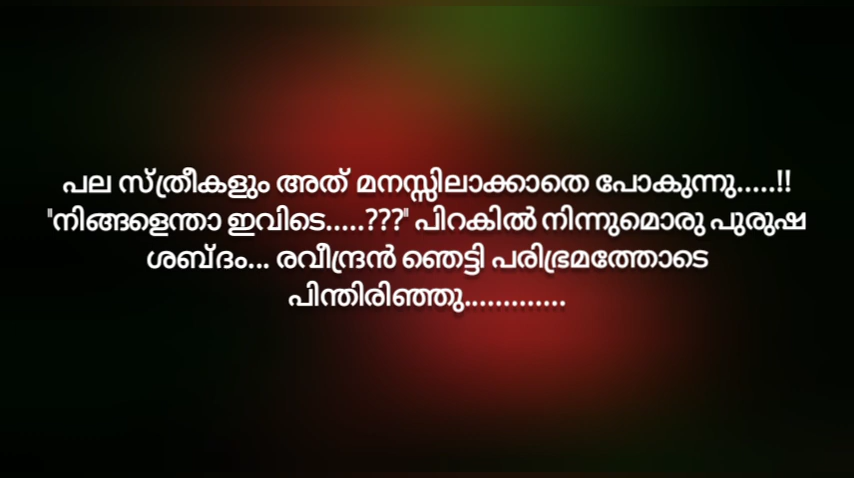 പല സ്ത്രീകളും അത് മനസ്സിലാക്കാതെ പോകുന്നു.....!!
"നിങ്ങളെന്താ ഇവിടെ.....???" പിറകിൽ നിന്നുമൊരു പുരുഷ
ശബ്ദം... രവീന്ദ്രൻ ഞെട്ടി പരിഭ്രമത്തോടെ
പിന്തിരിഞ്ഞു.............